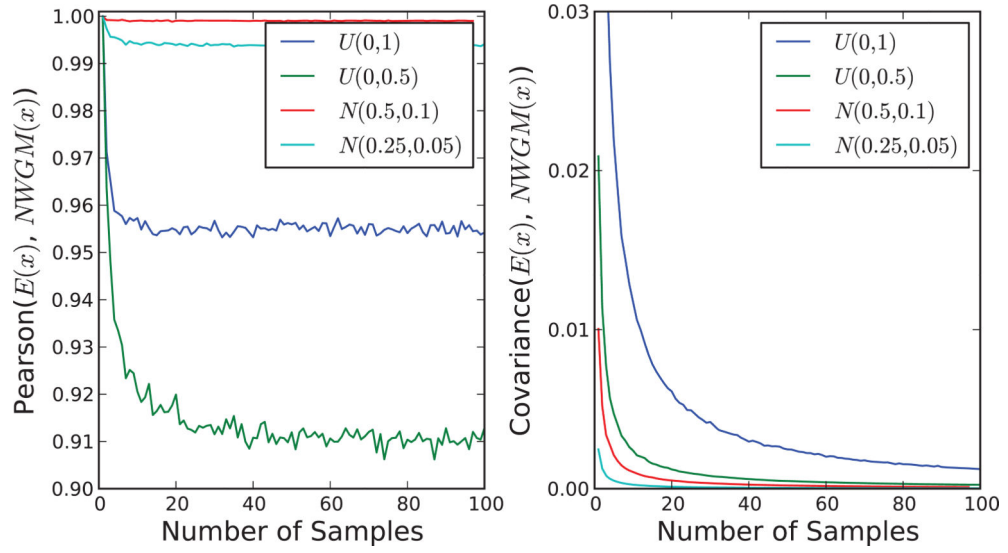 Pearson(E(x), NWGM(x))
1.00
0.99
0.98
0.97
0.96
0.95
0.94
0.93
0.92
0.91
0.90
U(0,1)
U(0,0.5)
N(0.5,0.1)
N(0.25,0.05)
0 20 40 60 80 100
Number of Samples
Covariance(E(x), NWGM(x))
0.03
0.02
0.01
0.00
U(0,1)
U(0,0.5)
N(0.5,0.1)
N(0.25,0.05)
0 20 40 60 80 100
Number of Samples